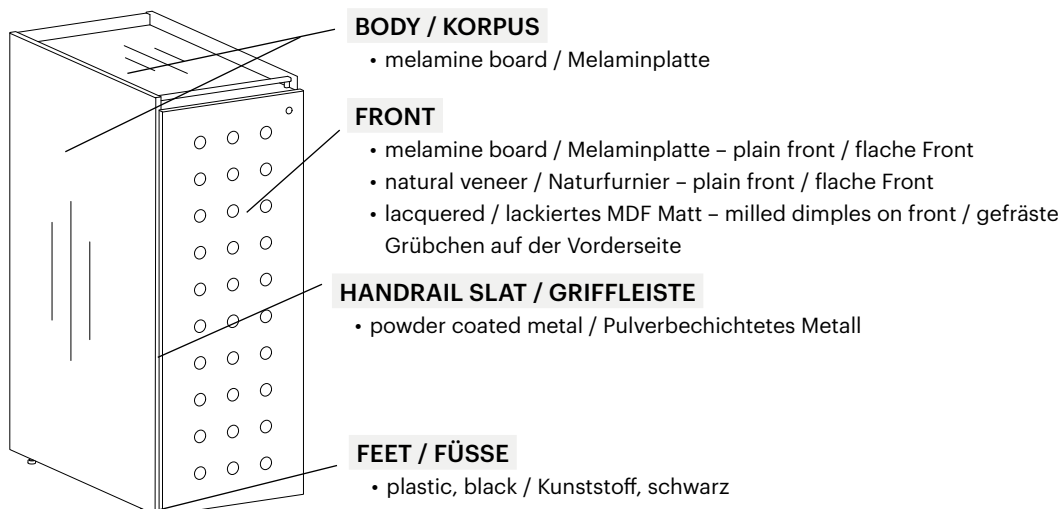 BODY / KORPUS
• melamine board / Melaminplatte
FRONT
• melamine board / Melaminplatte – plain front / flache Front
• natural veneer / Naturfurnier – plain front / flache Front
• lacquered / lackiertes MDF Matt – milled dimples on front / gefräste
Grübchen auf der Vorderseite
HANDRAIL SLAT / GRIFFLEISTE
• powder coated metal / Pulverbechichtetes Metall
FEET / FÜSSE
• plastic, black / Kunststoff, schwarz